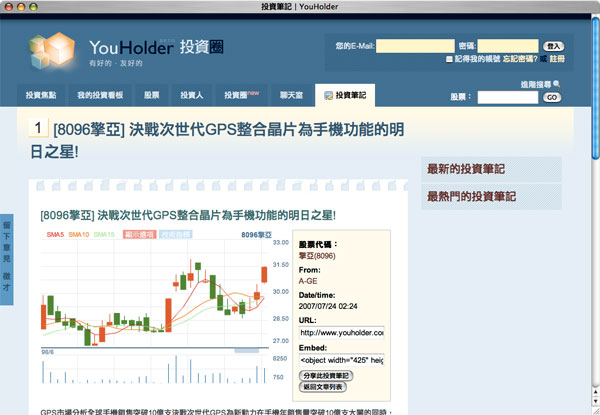 投資筆記 | YouHolder
YouHolder BETA 投資圈
有好的‧友好的
您的E-Mail:
密碼:
登入
記得我的帳號 忘記密碼? 或 註冊
投資焦點
我的投資看板
股票
投資人
投資圈new
聊天室
投資筆記
進階搜尋
股票：
GO
1 [8096擎亞] 決戰次世代GPS整合晶片為手機功能的明
日之星!
最新的投資筆記
最熱門的投資筆記
留下意見
徵才
[8096擎亞] 決戰次世代GPS整合晶片為手機功能的明日之星!
SMA5 SMA10 SMA15 顯示選項 技術指標 8096擎亞
33.00
31.50
30.00
28.50
27.00
96/6
8250
750
股票代碼：
擎亞(8096)
From:
A-GE
Date/time:
2007/07/24 02:24
URL:
http://www.youholder.co
Embed:
<object width="425" heig
分享此投資筆記
返回文章列表
GPS市場分析全球手機銷售突破10億支決戰次世代GPS為新動力在手機年銷售量突破10億支大關的同時，